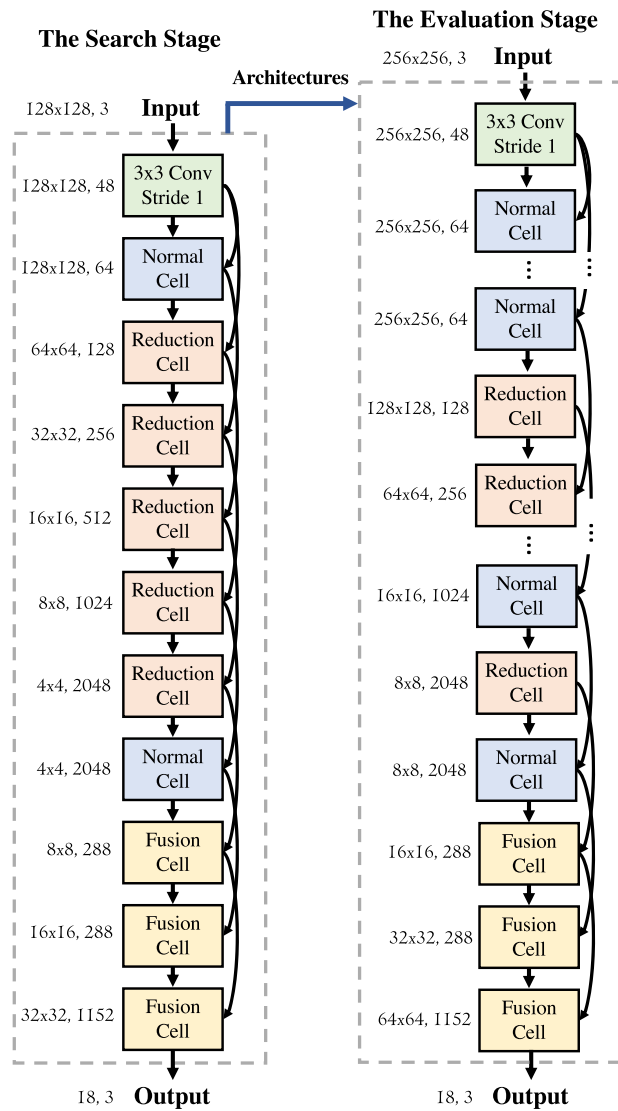 The Search Stage
128x128, 3
Input
128x128, 48
3x3 Conv
Stride 1
128x128, 64
Normal
Cell
64x64, 128
Reduction
Cell
32x32, 256
Reduction
Cell
16x16, 512
Reduction
Cell
8x8, 1024
Reduction
Cell
4x4, 2048
Reduction
Cell
4x4, 2048
Normal
Cell
8x8, 288
Fusion
Cell
16x16, 288
Fusion
Cell
32x32, 1152
Fusion
Cell
18, 3
Output
Architectures
The Evaluation Stage
256x256, 3
Input
256x256, 48
3x3 Conv
Stride 1
256x256, 64
Normal
Cell
...
...
256x256, 64
Normal
Cell
128x128, 128
Reduction
Cell
64x64, 256
Reduction
Cell
...
...
16x16, 1024
Normal
Cell
8x8, 2048
Reduction
Cell
8x8, 2048
Normal
Cell
16x16, 288
Fusion
Cell
32x32, 288
Fusion
Cell
64x64, 1152
Fusion
Cell
18, 3
Output